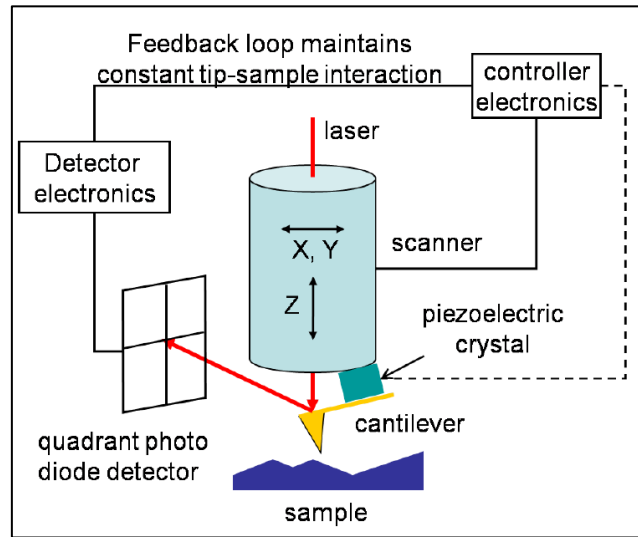 Feedback loop maintains
constant tip-sample interaction
controller
electronics
laser
Detector
electronics
X, Y
scanner
Z
piezoelectric
crystal
cantilever
quadrant photo
diode detector
sample